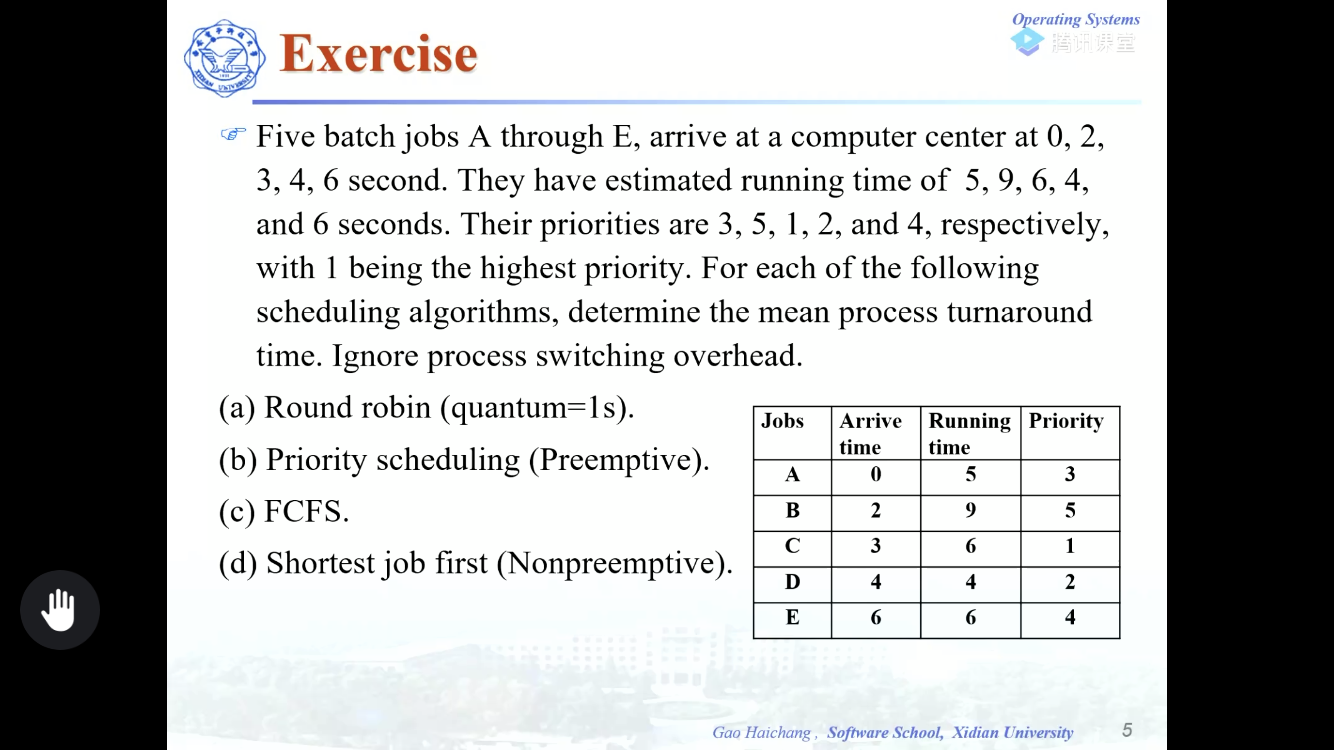 Operating Systems
腾讯课堂
Exercise
Five batch jobs A through E, arrive at a computer center at 0, 2,
3, 4, 6 second. They have estimated running time of 5, 9, 6, 4,
and 6 seconds. Their priorities are 3, 5, 1, 2, and 4, respectively,
with 1 being the highest priority. For each of the following
scheduling algorithms, determine the mean process turnaround
time. Ignore process switching overhead.
(a) Round robin (quantum=1s).
(b) Priority scheduling (Preemptive).
(c) FCFS.
(d) Shortest job first (Nonpreemptive).
Jobs Arrive time Running time Priority
A 0 5 3
B 2 9 5
C 3 6 1
D 4 4 2
E 6 6 4
Gao Haichang , Software School, Xidian University
5